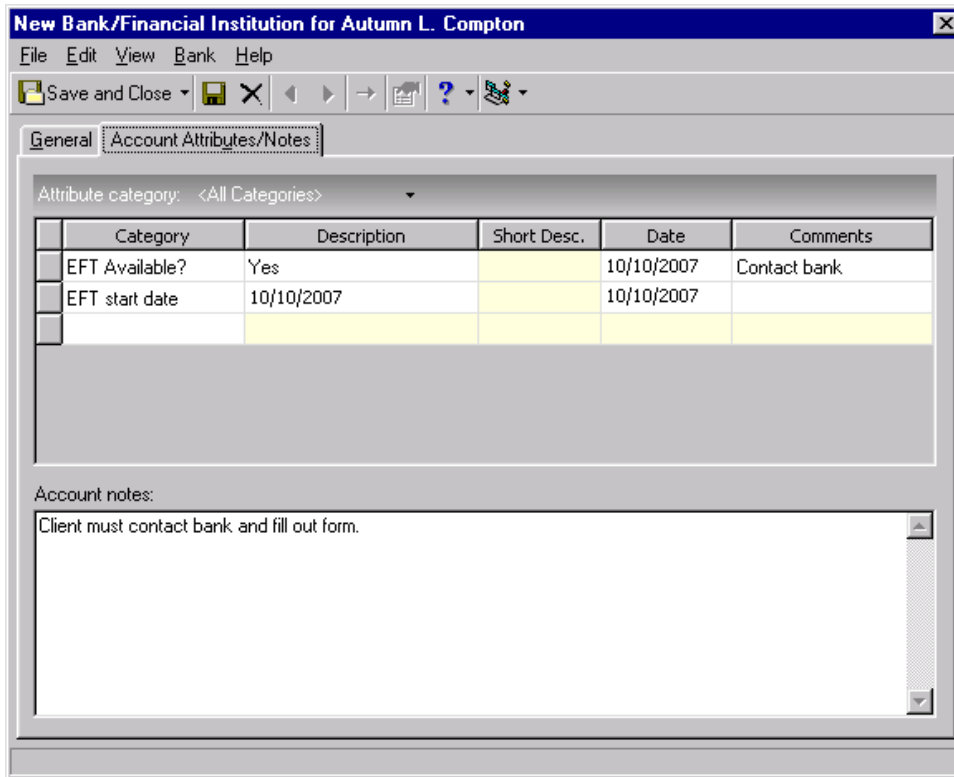 New Bank/Financial Institution for Autumn L. Compton
File Edit View Bank Help
Save and Close
General Account Attributes/Notes
Attribute category: <All Categories>
Category Description Short Desc. Date Comments
EFT Available? Yes 10/10/2007 Contact bank
EFT start date 10/10/2007 10/10/2007
Account notes:
Client must contact bank and fill out form.